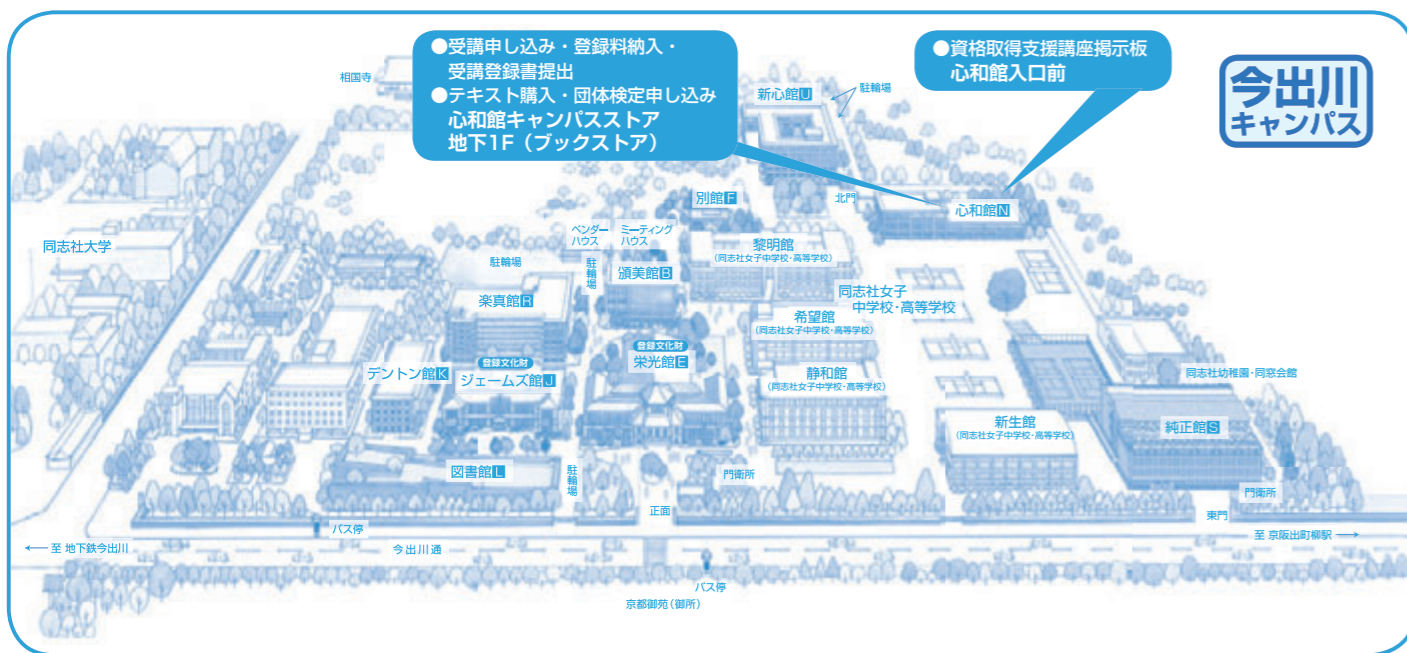 ●受講申し込み・登録料納入・
受講登録書提出
●テキスト購入・団体検定申し込み
心和館キャンパスストア
地下1F（ブックストア）
●資格取得支援講座掲示板
心和館入口前
今出川
キャンパス
相国寺
新心館U
駐輪場
別館F
北門
心和館N
同志社大学
ベンダー
ハウス
ミーティング
ハウス
黎明館
（同志社女子中学校・高等学校）
駐輪場
駐輪場
頌美館B
楽真館R
同志社女子
中学校・高等学校
希望館
（同志社女子中学校・高等学校）
登録文化財
栄光館E
登録文化財
デントン館K
ジェームズ館J
静和館
（同志社女子中学校・高等学校）
同志社幼稚園・同窓会館
新生館
（同志社女子中学校・高等学校）
純正館S
図書館L
駐輪場
門衛所
門衛所
正面
東門
バス停
← 至 地下鉄今出川
今出川通
至 京阪出町柳駅 →
バス停
京都御苑（御所）